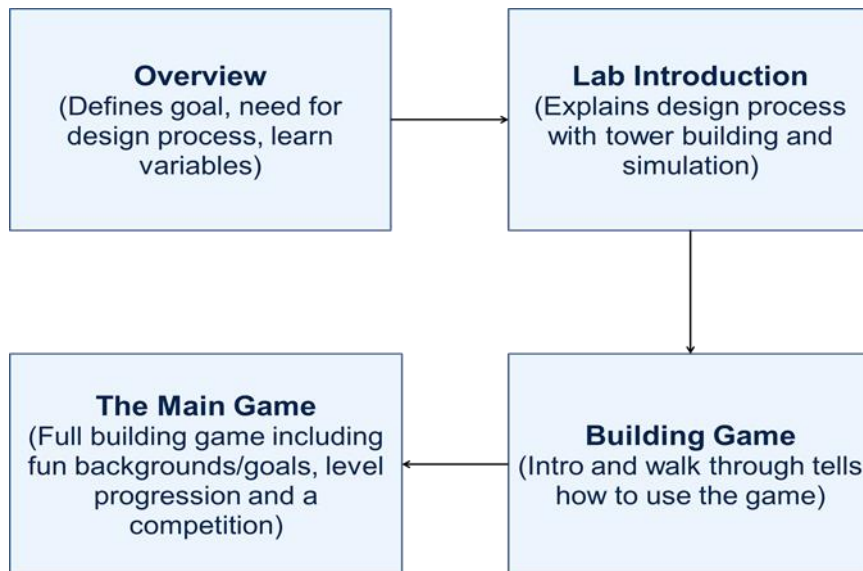 Overview
(Defines goal, need for
design process, learn
variables)
Lab Introduction
(Explains design process
with tower building and
simulation)
The Main Game
(Full building game including
fun backgrounds/goals, level
progression and a
competition)
Building Game
(Intro and walk through tells
how to use the game)